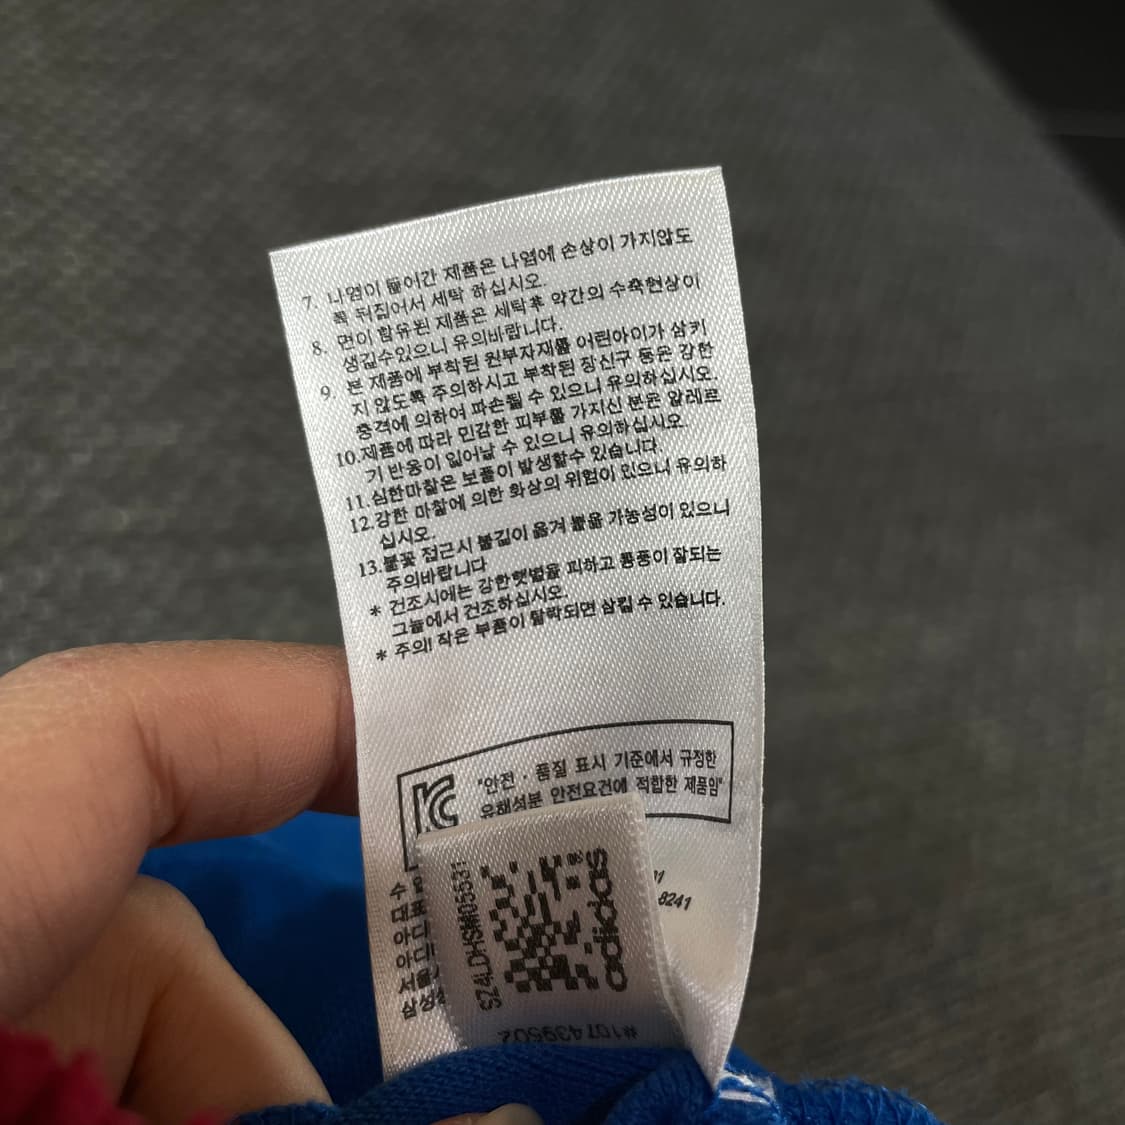 7. 나염이 들어간 제품은 나염에 손상이 가지않도
록 뒤집어서 세탁 하십시오.
8. 면이 함유된 제품은 세탁후 약간의 수축현상이
생길수있으니 유의바랍니다.
9. 본 제품에 부착된 원부자재를 어린아이가 삼키
지 않도록 주의하시고 부착된 장신구 등은 강한
충격에 의하여 파손될 수 있으니 유의하십시오.
10.제품에 따라 민감한 피부를 가지신 분은 알레르
기 반응이 일어날 수 있으니 유의하십시오.
11.심한마찰은 보풀이 발생할수 있습니다.
12.강한 마찰에 의한 화상의 위험이 있으니 유의하
십시오.
13.불꽃 접근시 불길이 옮겨 붙을 가능성이 있으니
주의바랍니다
* 건조시에는 강한햇볕을 피하고 통풍이 잘되는
그늘에서 건조하십시오.
* 주의! 작은 부품이 탈락되면 삼킬 수 있습니다.
"안전 · 품질 표시 기준에서 규정한
유해성분 안전요건에 적합한 제품임"
수
대표
아디
아디
서울
삼성
8241
adidas
#107439502